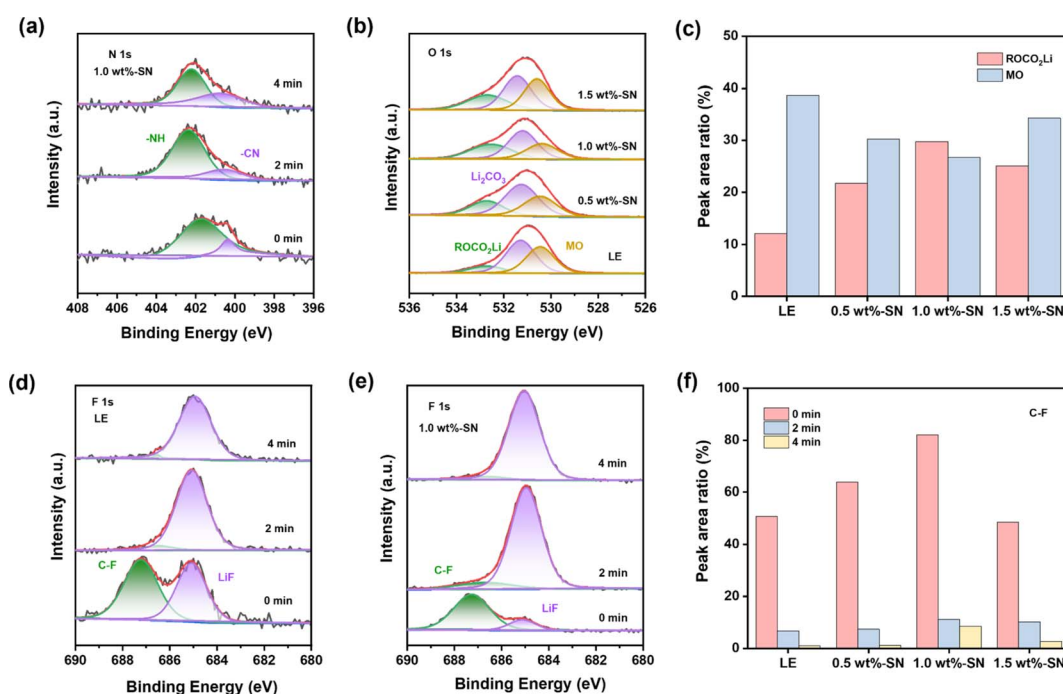 (a)
N 1s
1.0 wt%-SN
4 min
-NH
-CN
2 min
0 min
Intensity (a.u.)
408 406 404 402 400 398 396
Binding Energy (eV)
(b)
O 1s
1.5 wt%-SN
1.0 wt%-SN
Li₂CO₃
0.5 wt%-SN
ROCO₂Li
MO
LE
Intensity (a.u.)
536 534 532 530 528 526
Binding Energy (eV)
(c)
ROCO₂Li
MO
Peak area ratio (%)
50
40
30
20
10
0
LE 0.5 wt%-SN 1.0 wt%-SN 1.5 wt%-SN
(d)
F 1s
LE
4 min
2 min
C-F
LiF
0 min
Intensity (a.u.)
690 688 686 684 682 680
Binding Energy (eV)
(e)
F 1s
1.0 wt%-SN
4 min
2 min
C-F
LiF
0 min
Intensity (a.u.)
690 688 686 684 682 680
Binding Energy (eV)
(f)
C-F
0 min
2 min
4 min
Peak area ratio (%)
100
80
60
40
20
0
LE 0.5 wt%-SN 1.0 wt%-SN 1.5 wt%-SN